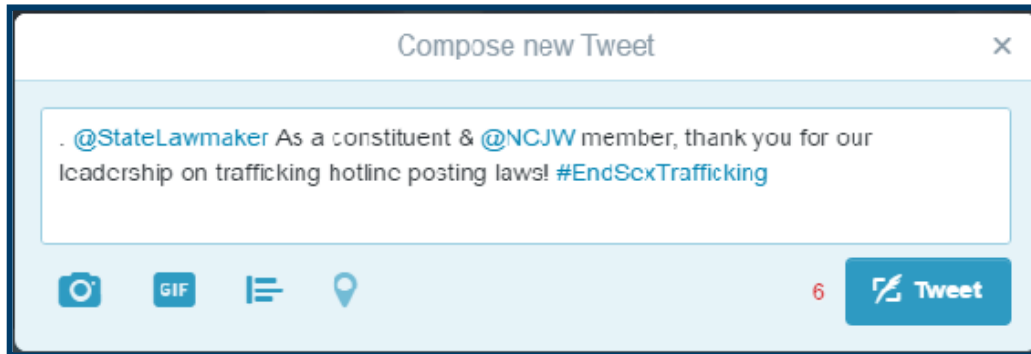 Compose new Tweet
. @StateLawmaker As a constituent & @NCJW member, thank you for our
leadership on trafficking hotline posting laws! #EndSexTrafficking
GIF
6
Tweet